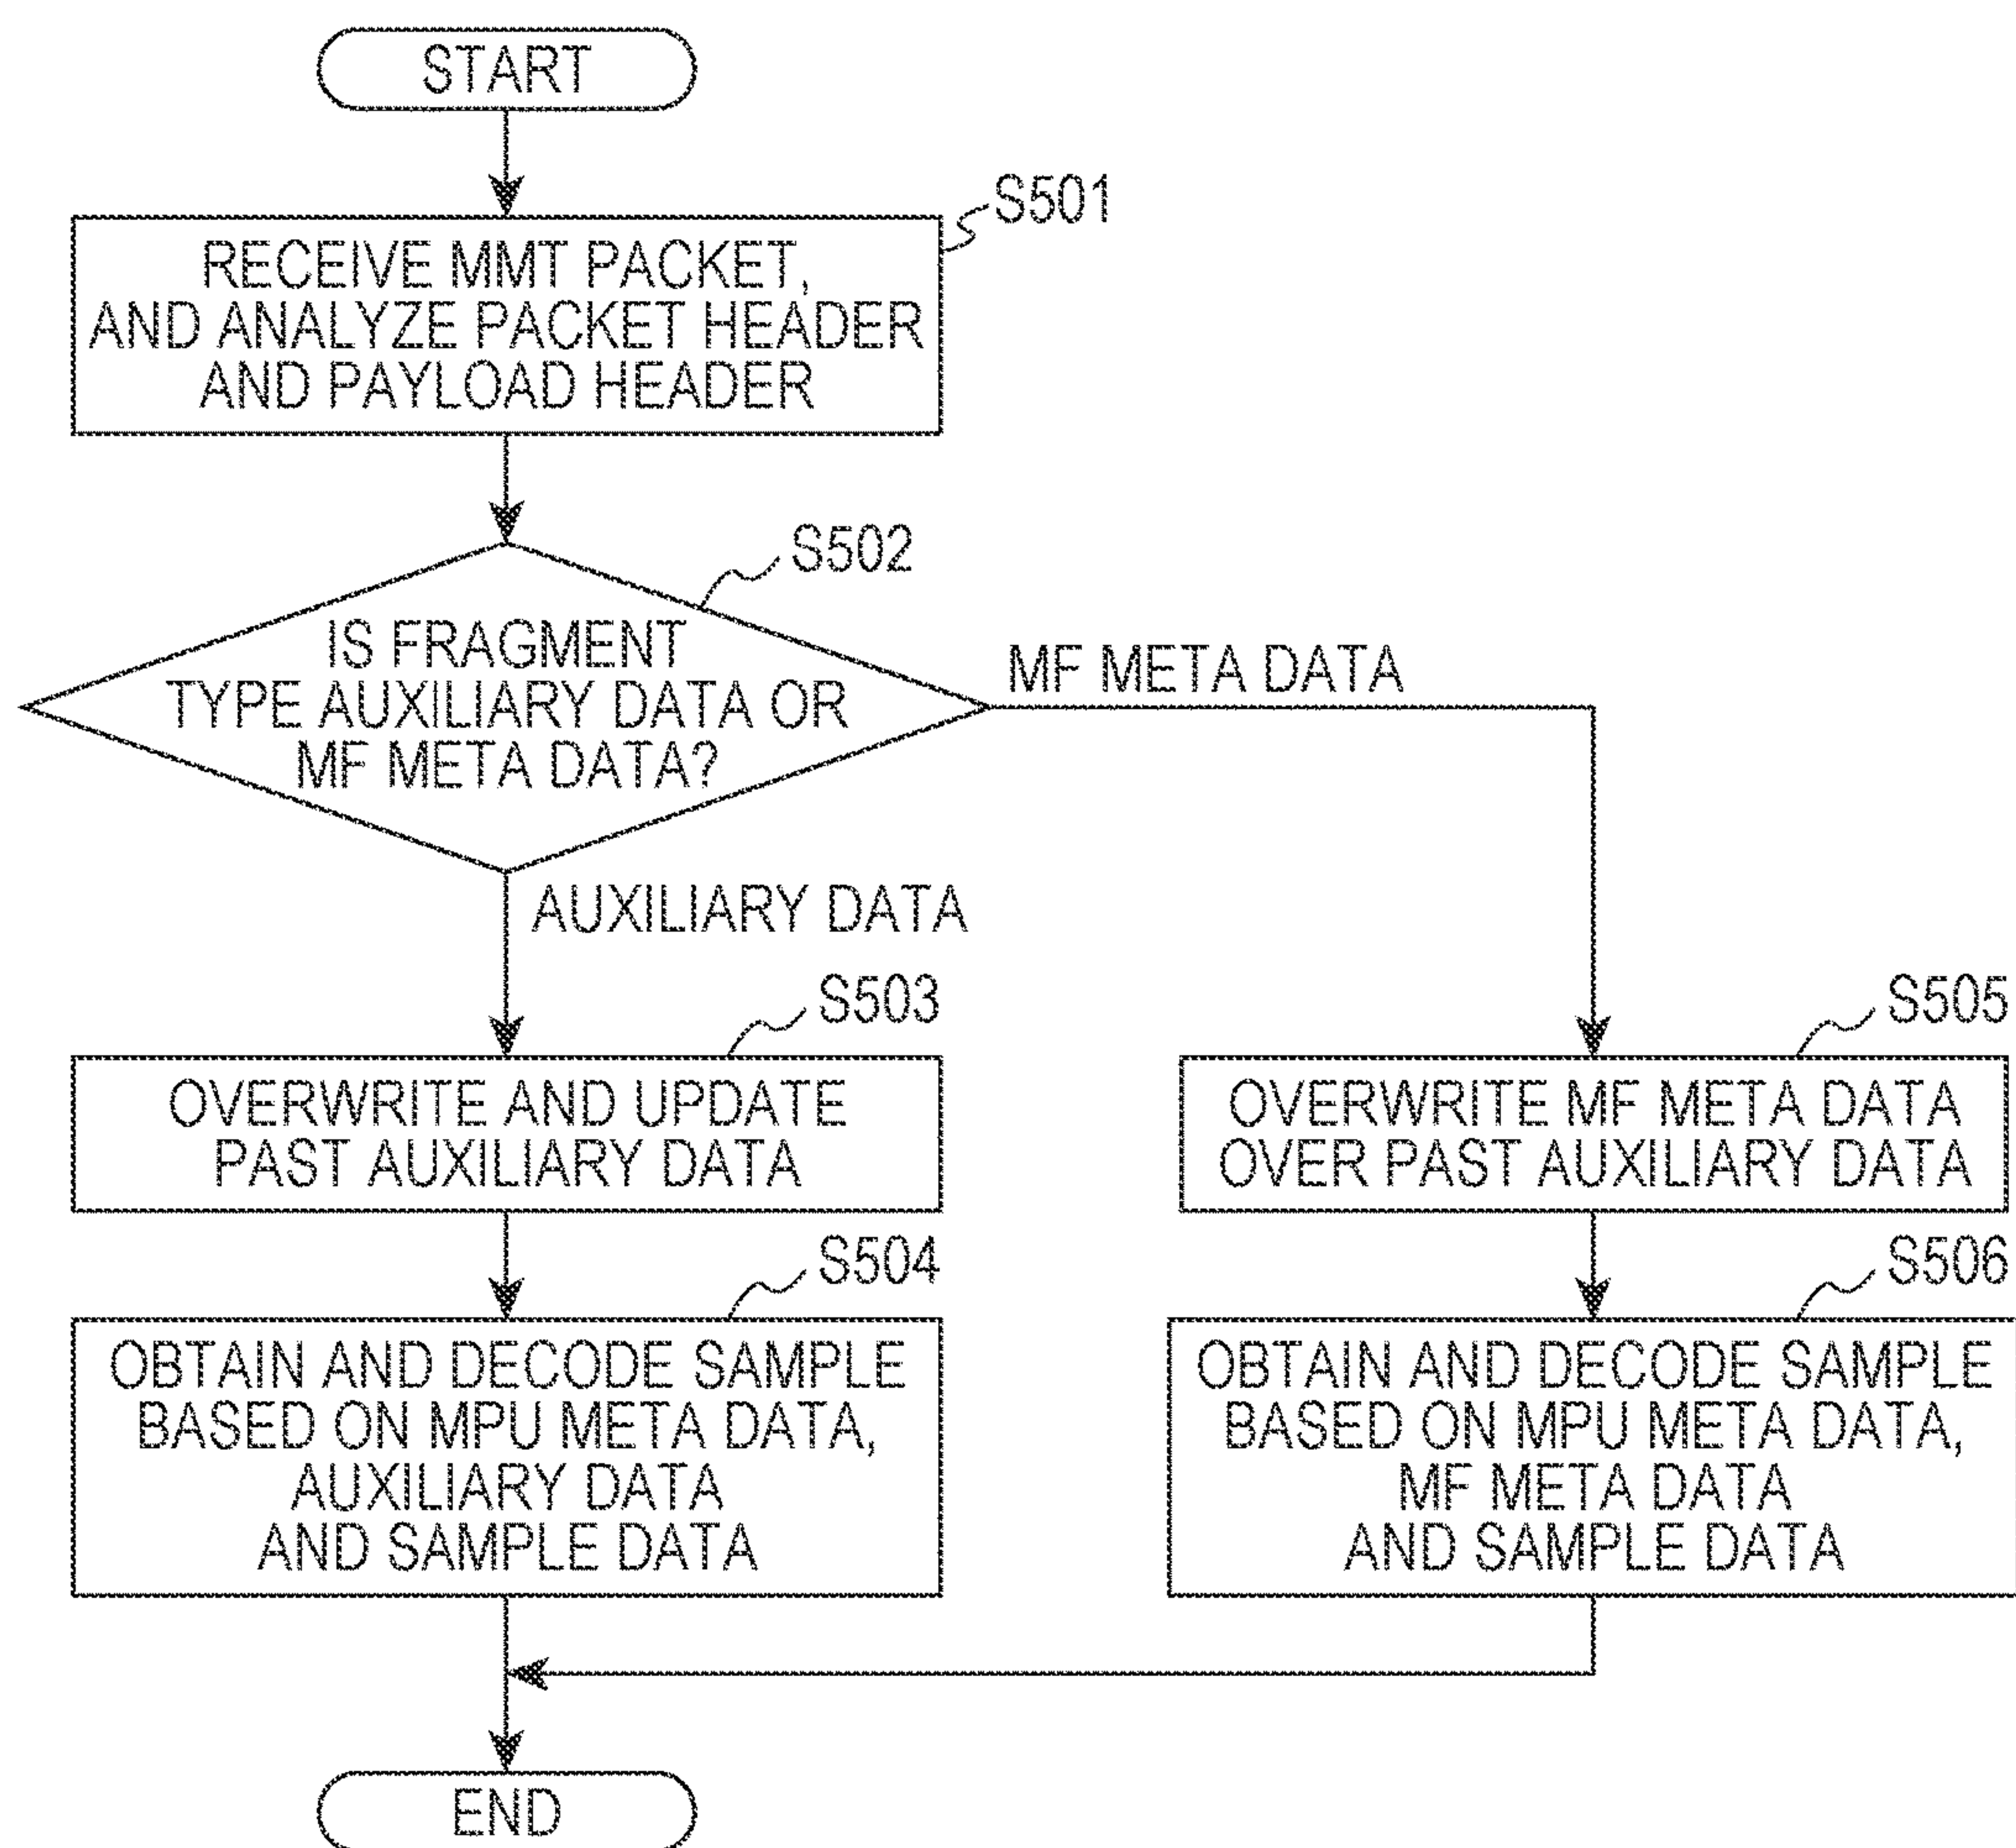 START
S501
RECEIVE MMT PACKET,
AND ANALYZE PACKET HEADER
AND PAYLOAD HEADER
S502
IS FRAGMENT
TYPE AUXILIARY DATA OR
MF META DATA?
MF META DATA
AUXILIARY DATA
S503
OVERWRITE AND UPDATE
PAST AUXILIARY DATA
S504
OBTAIN AND DECODE SAMPLE
BASED ON MPU META DATA,
AUXILIARY DATA
AND SAMPLE DATA
S505
OVERWRITE MF META DATA
OVER PAST AUXILIARY DATA
S506
OBTAIN AND DECODE SAMPLE
BASED ON MPU META DATA,
MF META DATA
AND SAMPLE DATA
END